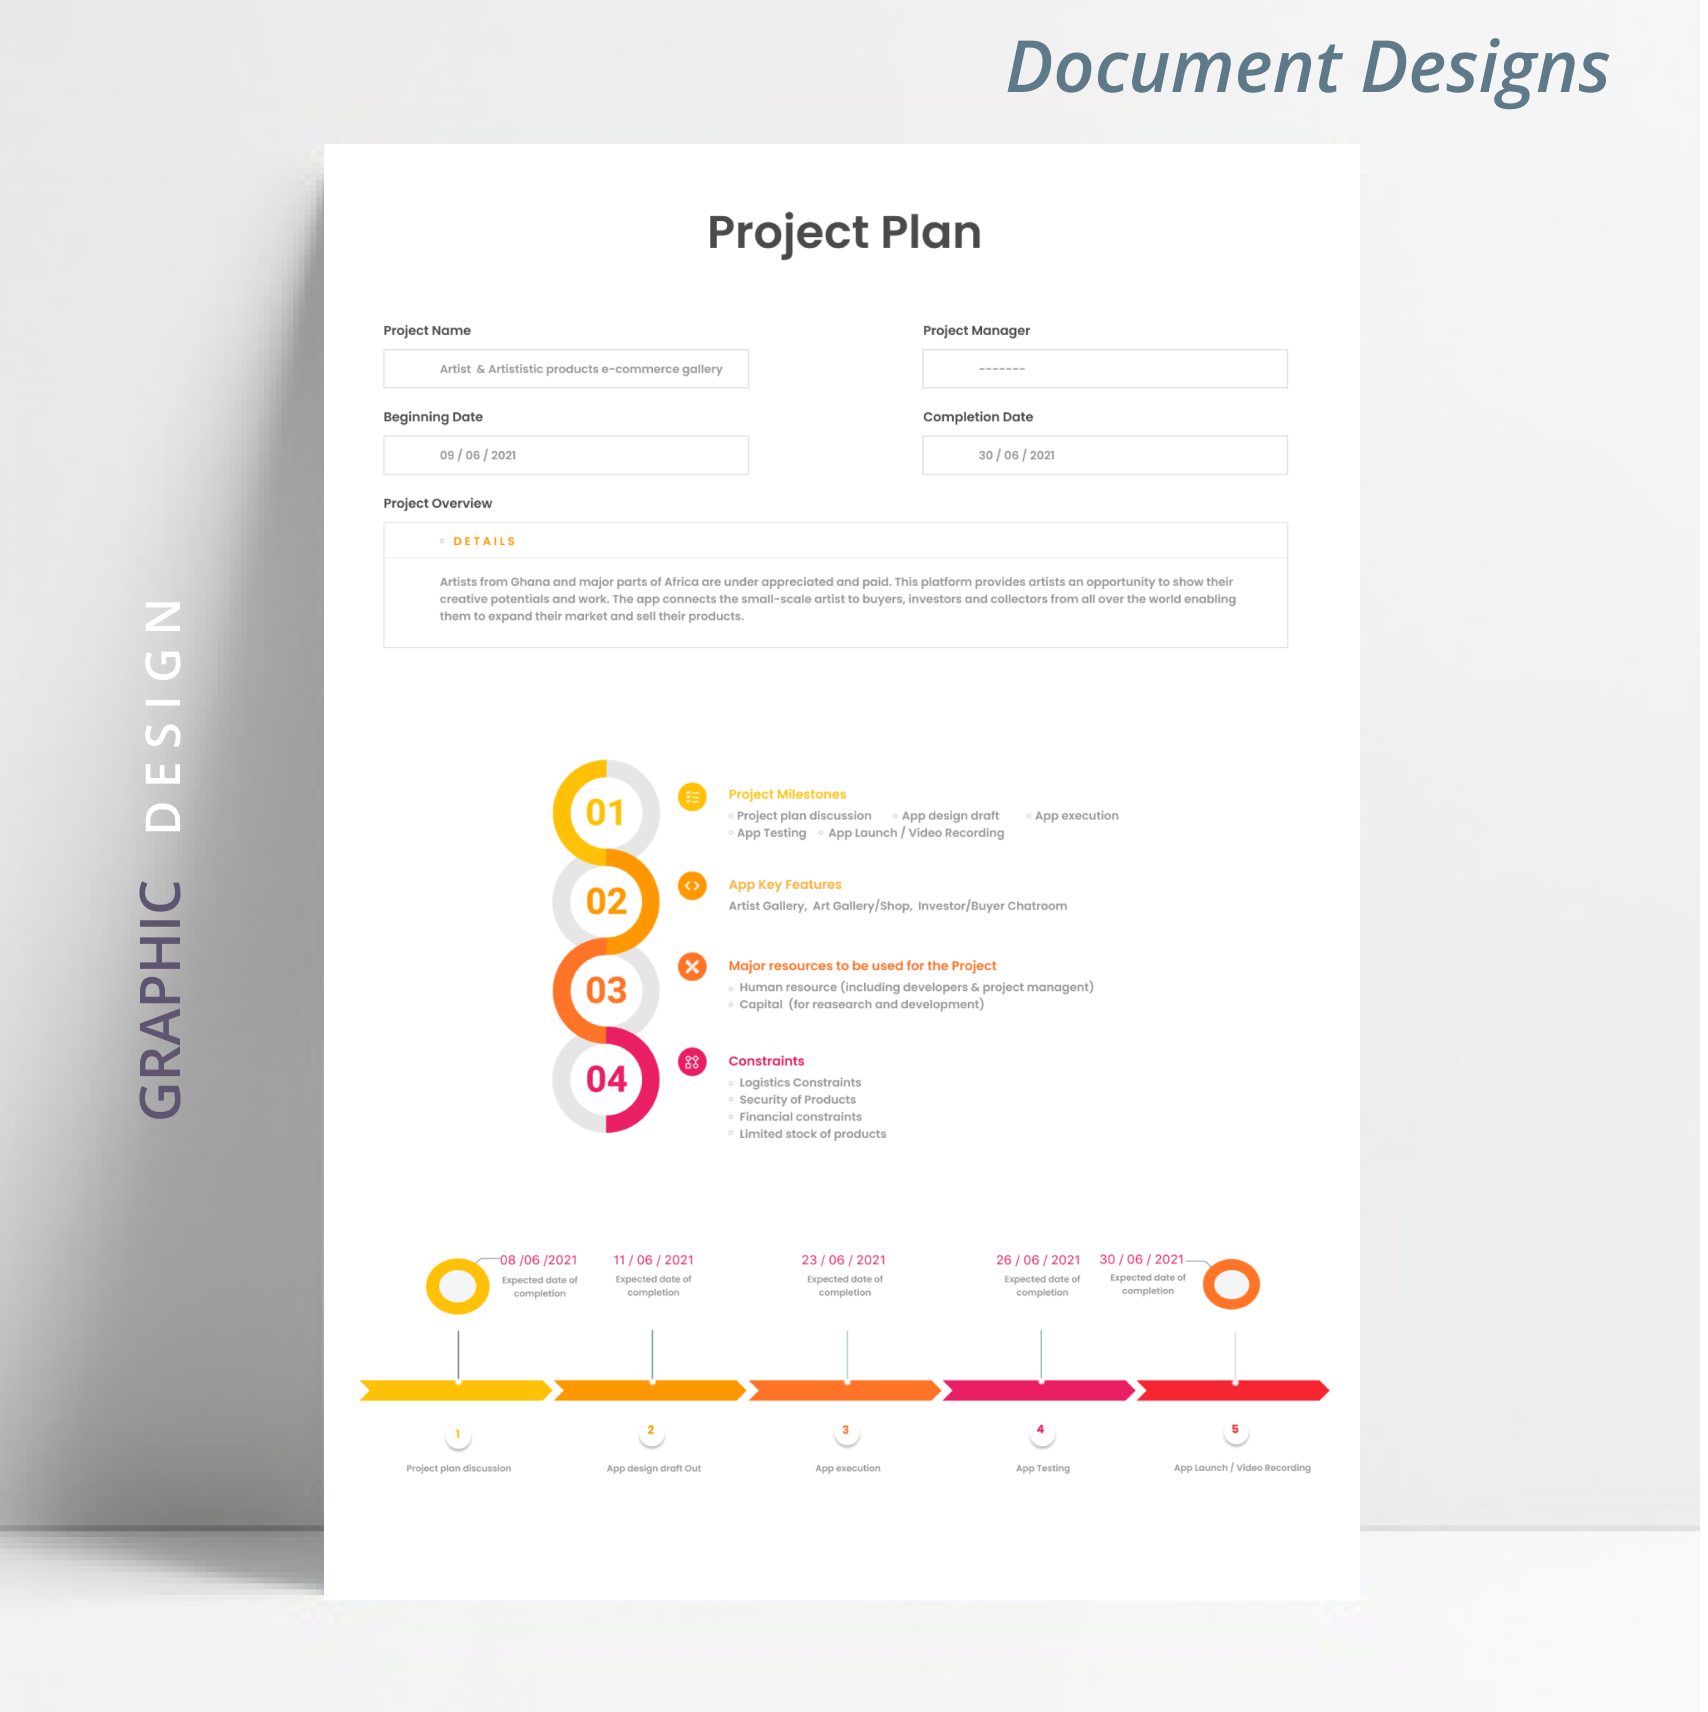 Document Designs
GRAPHIC DESIGN
Project Plan
Project Name
Artist & Artististic products e-commerce gallery
Project Manager
-------
Beginning Date
09 / 06 / 2021
Completion Date
30 / 06 / 2021
Project Overview
DETAILS
Artists from Ghana and major parts of Africa are under appreciated and paid. This platform provides artists an opportunity to show their
creative potentials and work. The app connects the small-scale artist to buyers, investors and collectors from all over the world enabling
them to expand their market and sell their products.
01
Project Milestones
Project plan discussion App design draft App execution
App Testing App Launch / Video Recording
02
App Key Features
Artist Gallery, Art Gallery/Shop, Investor/Buyer Chatroom
03
Major resources to be used for the Project
Human resource (including developers & project managent)
Capital (for reasearch and development)
04
Constraints
Logistics Constraints
Security of Products
Financial constraints
Limited stock of products
08 /06 /2021
Expected date of
completion
11 / 06 / 2021
Expected date of
completion
23 / 06 / 2021
Expected date of
completion
26 / 06 / 2021
Expected date of
completion
30 / 06 / 2021
Expected date of
completion
1
Project plan discussion
2
App design draft Out
3
App execution
4
App Testing
5
App Launch / Video Recording